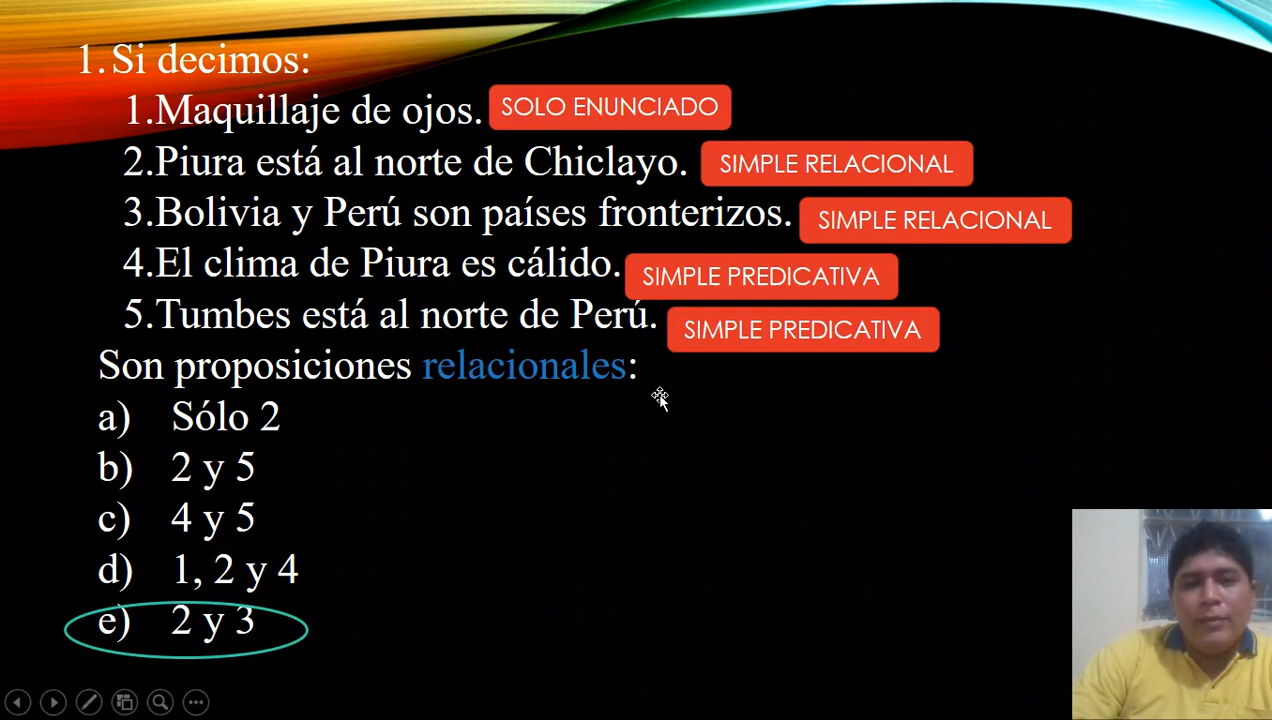 1. Si decimos:
1.Maquillaje de ojos. SOLO ENUNCIADO
2.Piura está al norte de Chiclayo. SIMPLE RELACIONAL
3.Bolivia y Perú son países fronterizos. SIMPLE RELACIONAL
4.El clima de Piura es cálido. SIMPLE PREDICATIVA
5.Tumbes está al norte de Perú. SIMPLE PREDICATIVA
Son proposiciones relacionales:
a) Sólo 2
b) 2 y 5
c) 4 y 5
d) 1, 2 y 4
e) 2 y 3